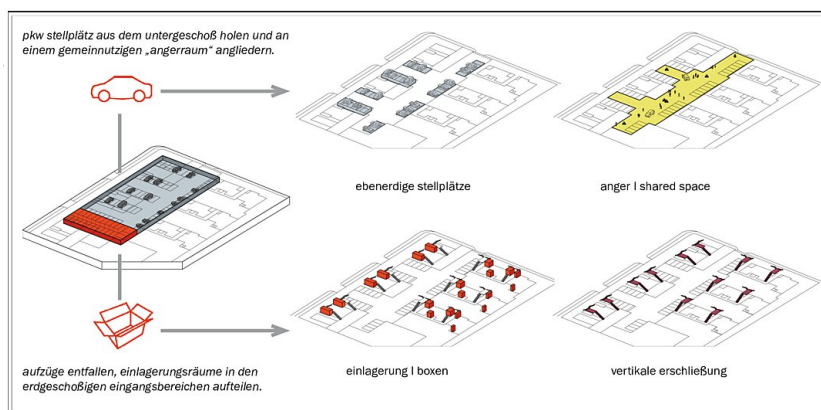 pkw stellplätz aus dem untergeschoß holen und an
einem gemeinnutzigen „angerraum" angliedern.
ebenerdige stellplätze
anger I shared space
einlagerung I boxen
vertikale erschließung
aufzüge entfallen, einlagerungsräume in den
erdgeschoßigen eingangsbereichen aufteilen.